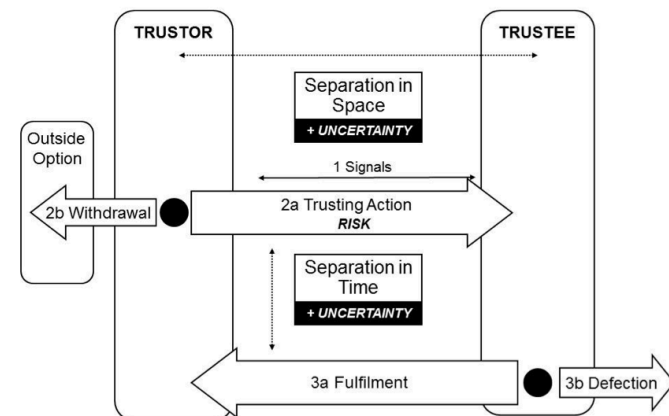 TRUSTOR
TRUSTEE
Separation in
Space
+ UNCERTAINTY
Outside
Option
1 Signals
2b Withdrawal
2a Trusting Action
RISK
Separation in
Time
+ UNCERTAINTY
3a Fulfilment
3b Defection